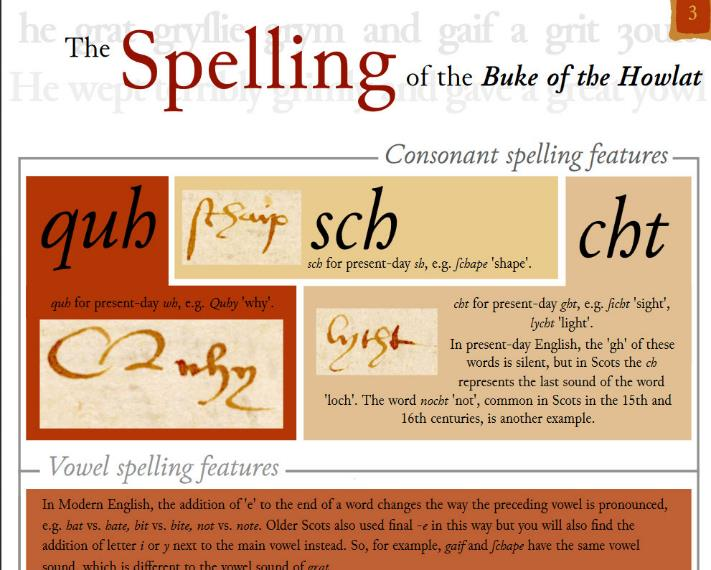 3
he grat gryslie grym and gaif a grit 3ou
The Spelling of the Buke of the Howlat
He wept terribly grimly and gave a great yowl
Consonant spelling features
quh
sch
cht
sch for present-day sh, e.g. ſchape 'shape'.
quh for present-day wh, e.g. Quhy 'why'.
Quhy
cht for present-day ght, e.g. ſicht 'sight',
lycht 'light'.
In present-day English, the 'gh' of these
words is silent, but in Scots the ch
represents the last sound of the word
'loch'. The word nocht 'not', common in Scots in the 15th and
16th centuries, is another example.
Vowel spelling features
In Modern English, the addition of 'e' to the end of a word changes the way the preceding vowel is pronounced,
e.g. hat vs. hate, bit vs. bite, not vs. note. Older Scots also used final -e in this way but you will also find the
addition of letter i or y next to the main vowel instead. So, for example, gaif and ſchape have the same vowel
sound, which is different to the vowel sound of grat.